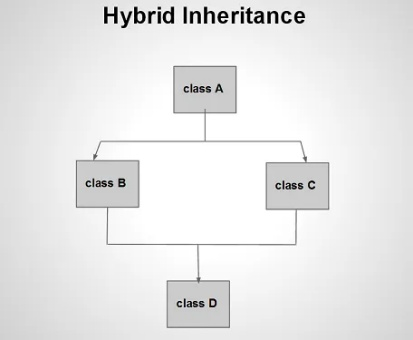 Hybrid Inheritance
class A
class B
class C
class D